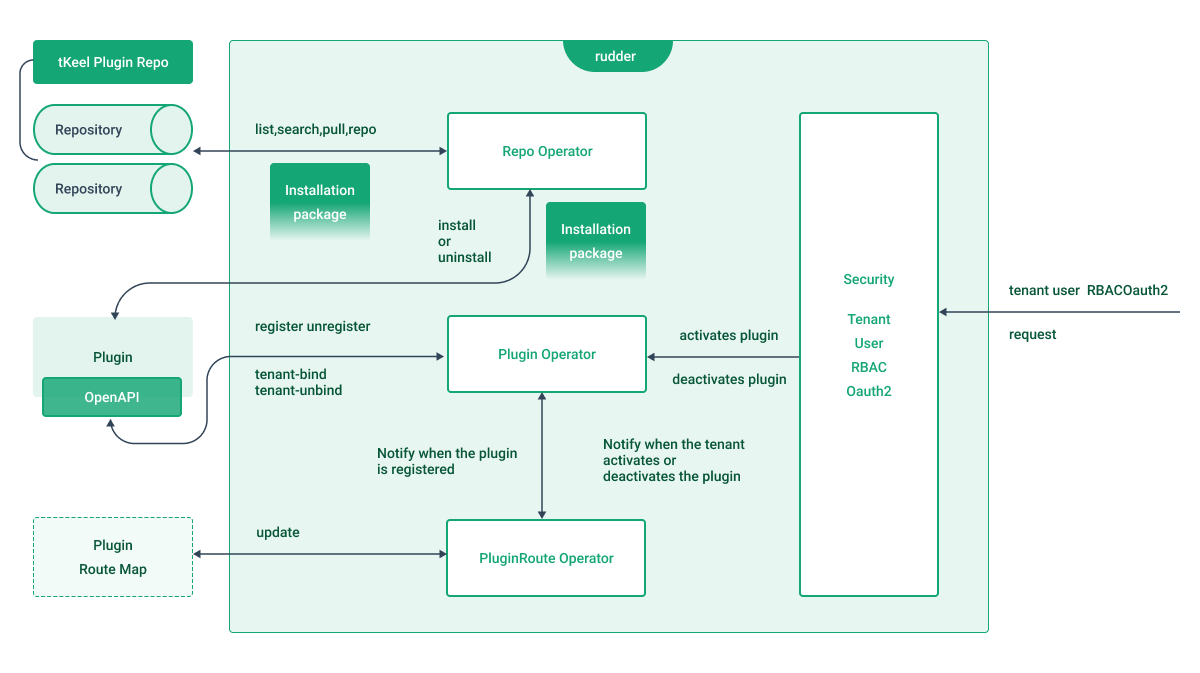 rudder
tKeel Plugin Repo
Repository
Repository
list,search,pull,repo
Installation
package
Repo Operator
install
or
uninstall
Installation
package
Plugin
OpenAPI
register unregister
tenant-bind
tenant-unbind
Plugin Operator
activates plugin
deactivates plugin
Security
Tenant
User
RBAC
Oauth2
tenant user  RBACOauth2
request
Notify when the plugin
is registered
Notify when the tenant
activates or
deactivates the plugin
Plugin
Route Map
update
PluginRoute Operator